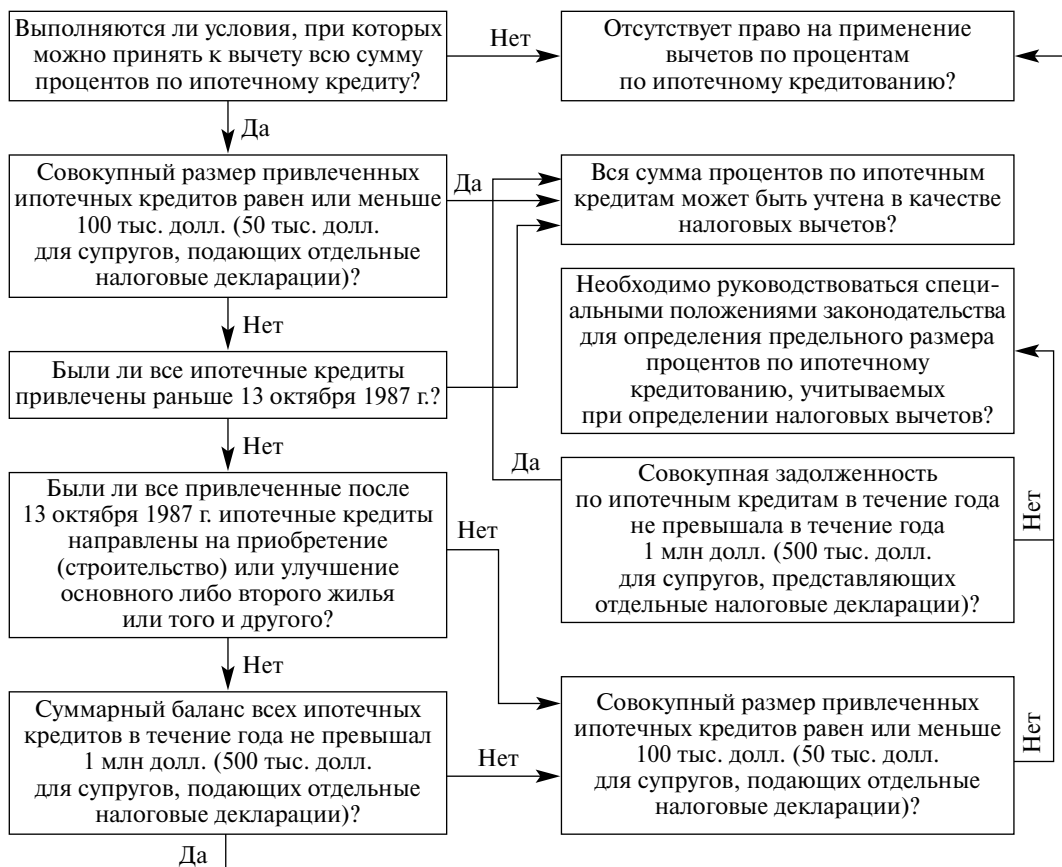 Выполняются ли условия, при которых
можно принять к вычету всю сумму
процентов по ипотечному кредиту?
Нет
Отсутствует право на применение
вычетов по процентам
по ипотечному кредитованию?
Да
Совокупный размер привлеченных
ипотечных кредитов равен или меньше
100 тыс. долл. (50 тыс. долл.
для супругов, подающих отдельные
налоговые декларации)?
Да
Вся сумма процентов по ипотечным
кредитам может быть учтена в качестве
налоговых вычетов?
Нет
Необходимо руководствоваться специ-
альными положениями законодательства
для определения предельного размера
процентов по ипотечному
кредитованию, учитываемых
при определении налоговых вычетов?
Были ли все ипотечные кредиты
привлечены раньше 13 октября 1987 г.?
Нет
Да
Совокупная задолженность
по ипотечным кредитам в течение года
не превышала в течение года
1 млн долл. (500 тыс. долл.
для супругов, представляющих
отдельные налоговые декларации)?
Нет
Были ли все привлеченные после
13 октября 1987 г. ипотечные кредиты
направлены на приобретение
(строительство) или улучшение
основного либо второго жилья
или того и другого?
Нет
Нет
Суммарный баланс всех ипотечных
кредитов в течение года не превышал
1 млн долл. (500 тыс. долл.
для супругов, подающих отдельные
налоговые декларации)?
Нет
Совокупный размер привлеченных
ипотечных кредитов равен или меньше
100 тыс. долл. (50 тыс. долл.
для супругов, подающих отдельные
налоговые декларации)?
Нет
Да